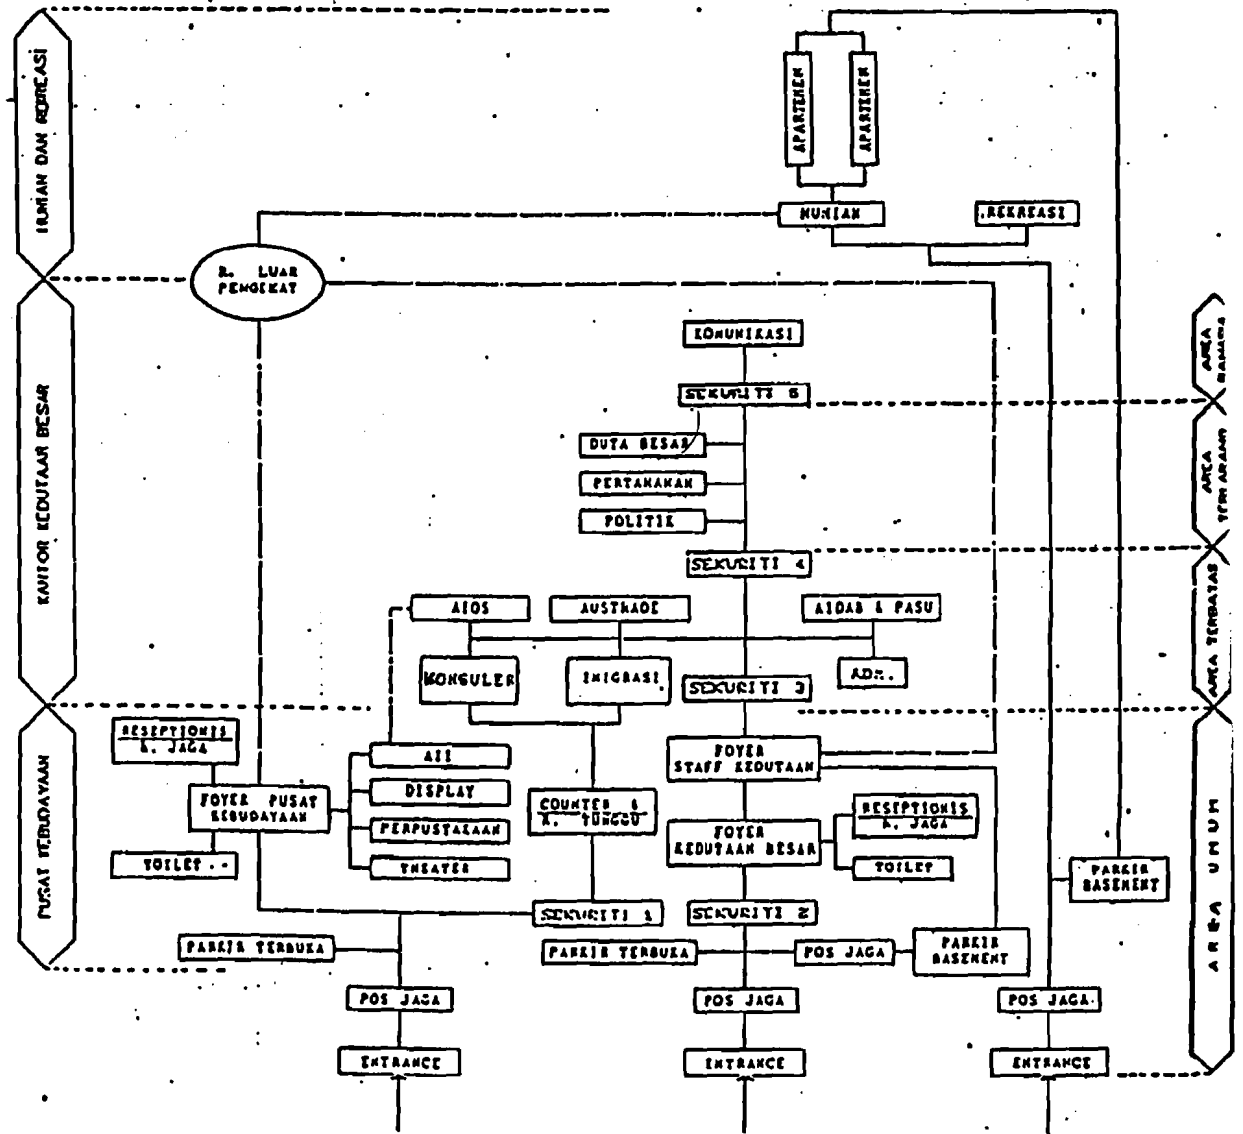 APARTEMEN
APARTEMEN
HUNIAN
REKREASI
HUNIAN DAN REKREASI
R. LUAR
PENGIKAT
KOMUNIKASI
SEKURITI 5
DUTA BESAR
PERTAHANAN
POLITIK
SEKURITI 4
KANTOR KEDUTAAR BESAR
AREA
AREA
TERLARANG
AREA TERBATAS
AIOS
AUSTRADE
AIDAB & PASU
KONSULER
IMIGRASI
SEKURITI 3
ADM.
RESEPTIONIS
R. JAGA
FOYER PUSAT
KEBUDAYAAN
TOILET
AII
DISPLAY
PERPUSTAKAAN
THEATER
COUNTER &
R. TUNGGU
FOYER
STAFF KEDUTAAN
FOYER
KEDUTAAN BESAR
RESEPTIONIS
R. JAGA
TOILET
PARKIR
BASEMENT
PUSAT KEBUDAYAAN
AREA UMUM
SEKURITI 1
SEKURITI 2
PARKIR TERBUKA
PARKIR TERBUKA
POS JAGA
PARKIR
BASEMENT
POS JAGA
POS JAGA
POS JAGA
ENTRANCE
ENTRANCE
ENTRANCE